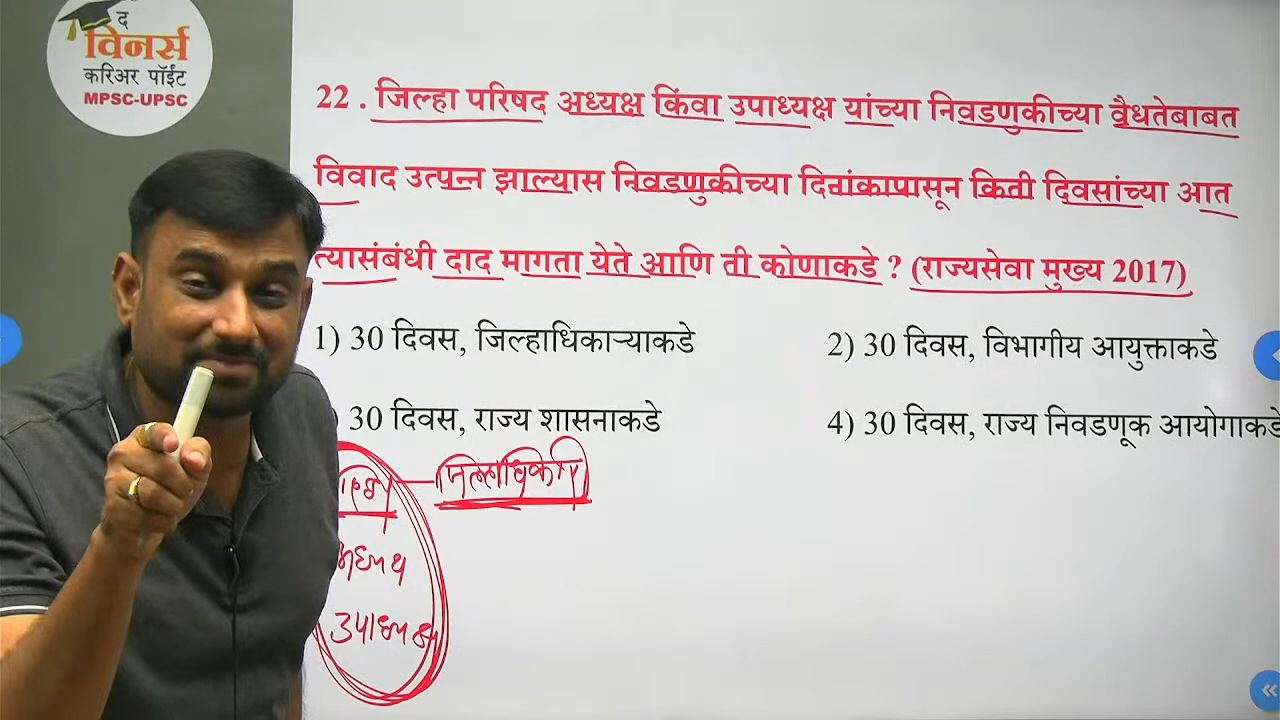 द
विनर्स
करिअर पॉईंट
MPSC-UPSC
22 . जिल्हा परिषद अध्यक्ष किंवा उपाध्यक्ष यांच्या निवडणुकीच्या वैधतेबाबत
विवाद उत्पन्न झाल्यास निवडणुकीच्या दिनांकापासून किती दिवसांच्या आत
त्यासंबंधी दाद मागता येते आणि ती कोणाकडे ? (राज्यसेवा मुख्य 2017)
1) 30 दिवस, जिल्हाधिकाऱ्याकडे
2) 30 दिवस, विभागीय आयुक्ताकडे
) 30 दिवस, राज्य शासनाकडे
4) 30 दिवस, राज्य निवडणूक आयोगाकडे
जिल्हाधिकारी
उपाध्यक्ष